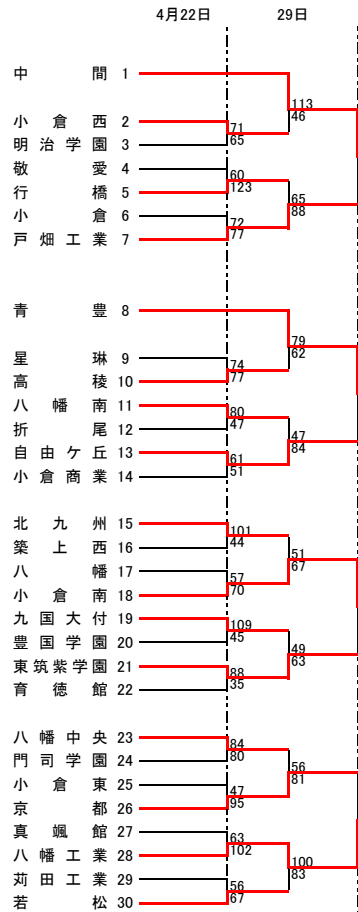 4月22日 29日
中間 1
113
46
小倉西 2
71
明治学園 3
65
敬愛 4
60
行橋 5
123
65
88
小倉 6
72
戸畑工業 7
77
青豊 8
79
62
星琳 9
74
高稜 10
77
八幡南 11
80
折尾 12
47
47
84
自由ケ丘 13
61
小倉商業 14
51
北九州 15
101
築上西 16
44
51
67
八幡 17
57
小倉南 18
70
九国大付 19
109
豊国学園 20
45
49
63
東筑紫学園 21
88
育徳館 22
35
八幡中央 23
84
門司学園 24
80
56
81
小倉東 25
47
京都 26
95
真颯館 27
63
八幡工業 28
102
100
83
苅田工業 29
56
若松 30
67